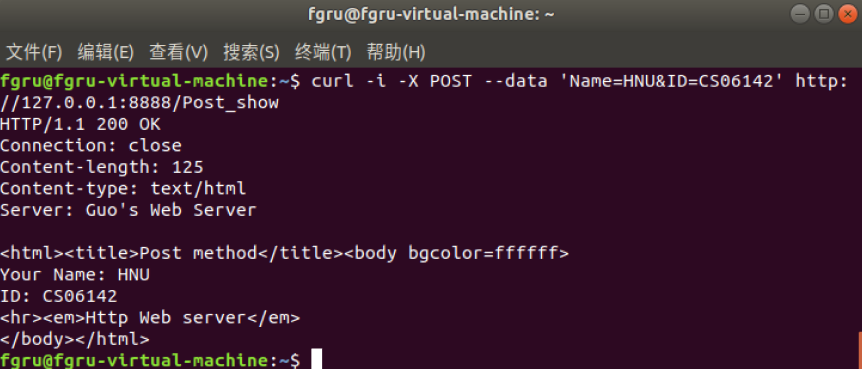 fgru@fgru-virtual-machine: ~
文件(F) 编辑(E) 查看(V) 搜索(S) 终端(T) 帮助(H)
fgru@fgru-virtual-machine:~$ curl -i -X POST --data 'Name=HNU&ID=CS06142' http:
//127.0.0.1:8888/Post_show
HTTP/1.1 200 OK
Connection: close
Content-length: 125
Content-type: text/html
Server: Guo's Web Server

<html><title>Post method</title><body bgcolor=ffffff>
Your Name: HNU
ID: CS06142
<hr><em>Http Web server</em>
</body></html>
fgru@fgru-virtual-machine:~$